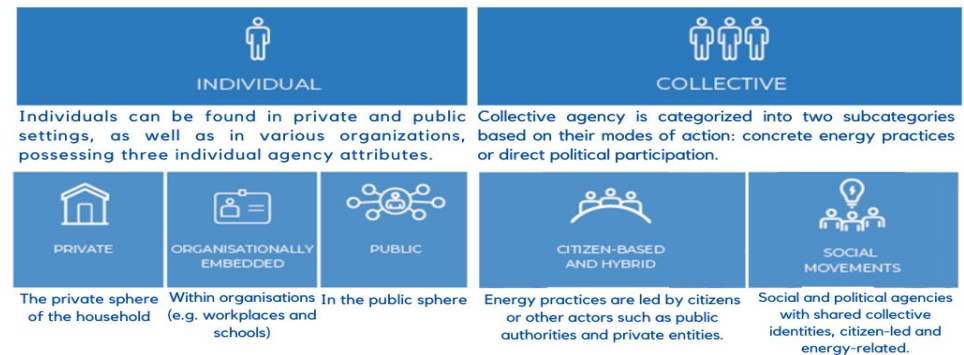 INDIVIDUAL
Individuals can be found in private and public
settings, as well as in various organizations,
possessing three individual agency attributes.
COLLECTIVE
Collective agency is categorized into two subcategories
based on their modes of action: concrete energy practices
or direct political participation.
PRIVATE
The private sphere
of the household
ORGANISATIONALLY
EMBEDDED
Within organisations
(e.g. workplaces and
schools)
PUBLIC
In the public sphere
CITIZEN-BASED
AND HYBRID
Energy practices are led by citizens
or other actors such as public
authorities and private entities.
SOCIAL
MOVEMENTS
Social and political agencies
with shared collective
identities, citizen-led and
energy-related.